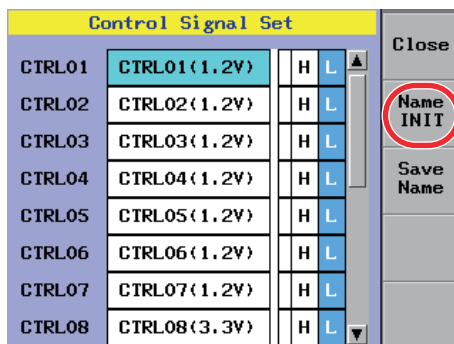 Control Signal Set
CTRL01 CTRL01(1.2V) H L
CTRL02 CTRL02(1.2V) H L
CTRL03 CTRL03(1.2V) H L
CTRL04 CTRL04(1.2V) H L
CTRL05 CTRL05(1.2V) H L
CTRL06 CTRL06(1.2V) H L
CTRL07 CTRL07(1.2V) H L
CTRL08 CTRL08(3.3V) H L
Close
Name
INIT
Save
Name